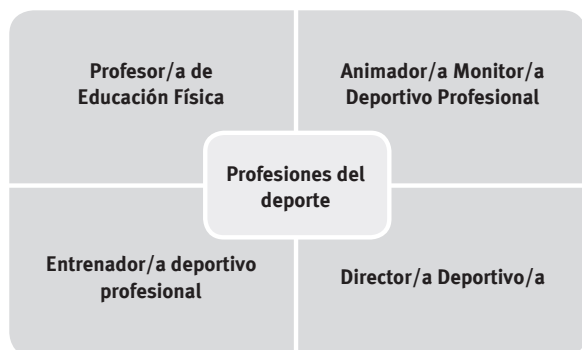 Profesor/a de
Educación Física
Animador/a Monitor/a
Deportivo Profesional
Profesiones del
deporte
Entrenador/a deportivo
profesional
Director/a Deportivo/a